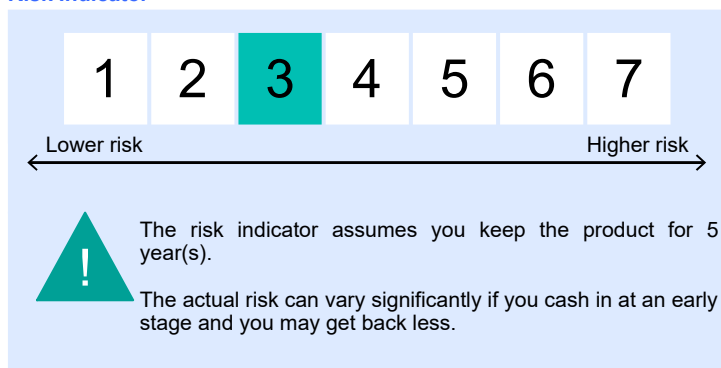 1 2 3 4 5 6 7
Lower risk Higher risk
The risk indicator assumes you keep the product for 5
year(s).
!
The actual risk can vary significantly if you cash in at an early
stage and you may get back less.